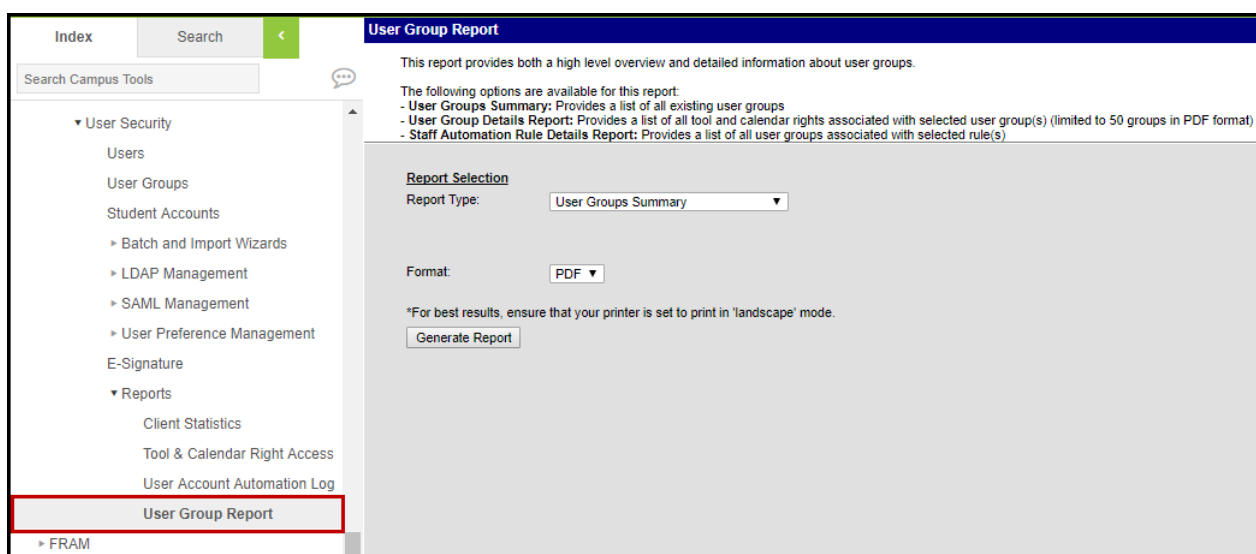 Index
Search
Search Campus Tools
User Security
Users
User Groups
Student Accounts
Batch and Import Wizards
LDAP Management
SAML Management
User Preference Management
E-Signature
Reports
Client Statistics
Tool & Calendar Right Access
User Account Automation Log
User Group Report
FRAM
User Group Report
This report provides both a high level overview and detailed information about user groups.
The following options are available for this report:
- User Groups Summary: Provides a list of all existing user groups
- User Group Details Report: Provides a list of all tool and calendar rights associated with selected user group(s) (limited to 50 groups in PDF format)
- Staff Automation Rule Details Report: Provides a list of all user groups associated with selected rule(s)
Report Selection
Report Type: User Groups Summary
Format: PDF
*For best results, ensure that your printer is set to print in 'landscape' mode.
Generate Report